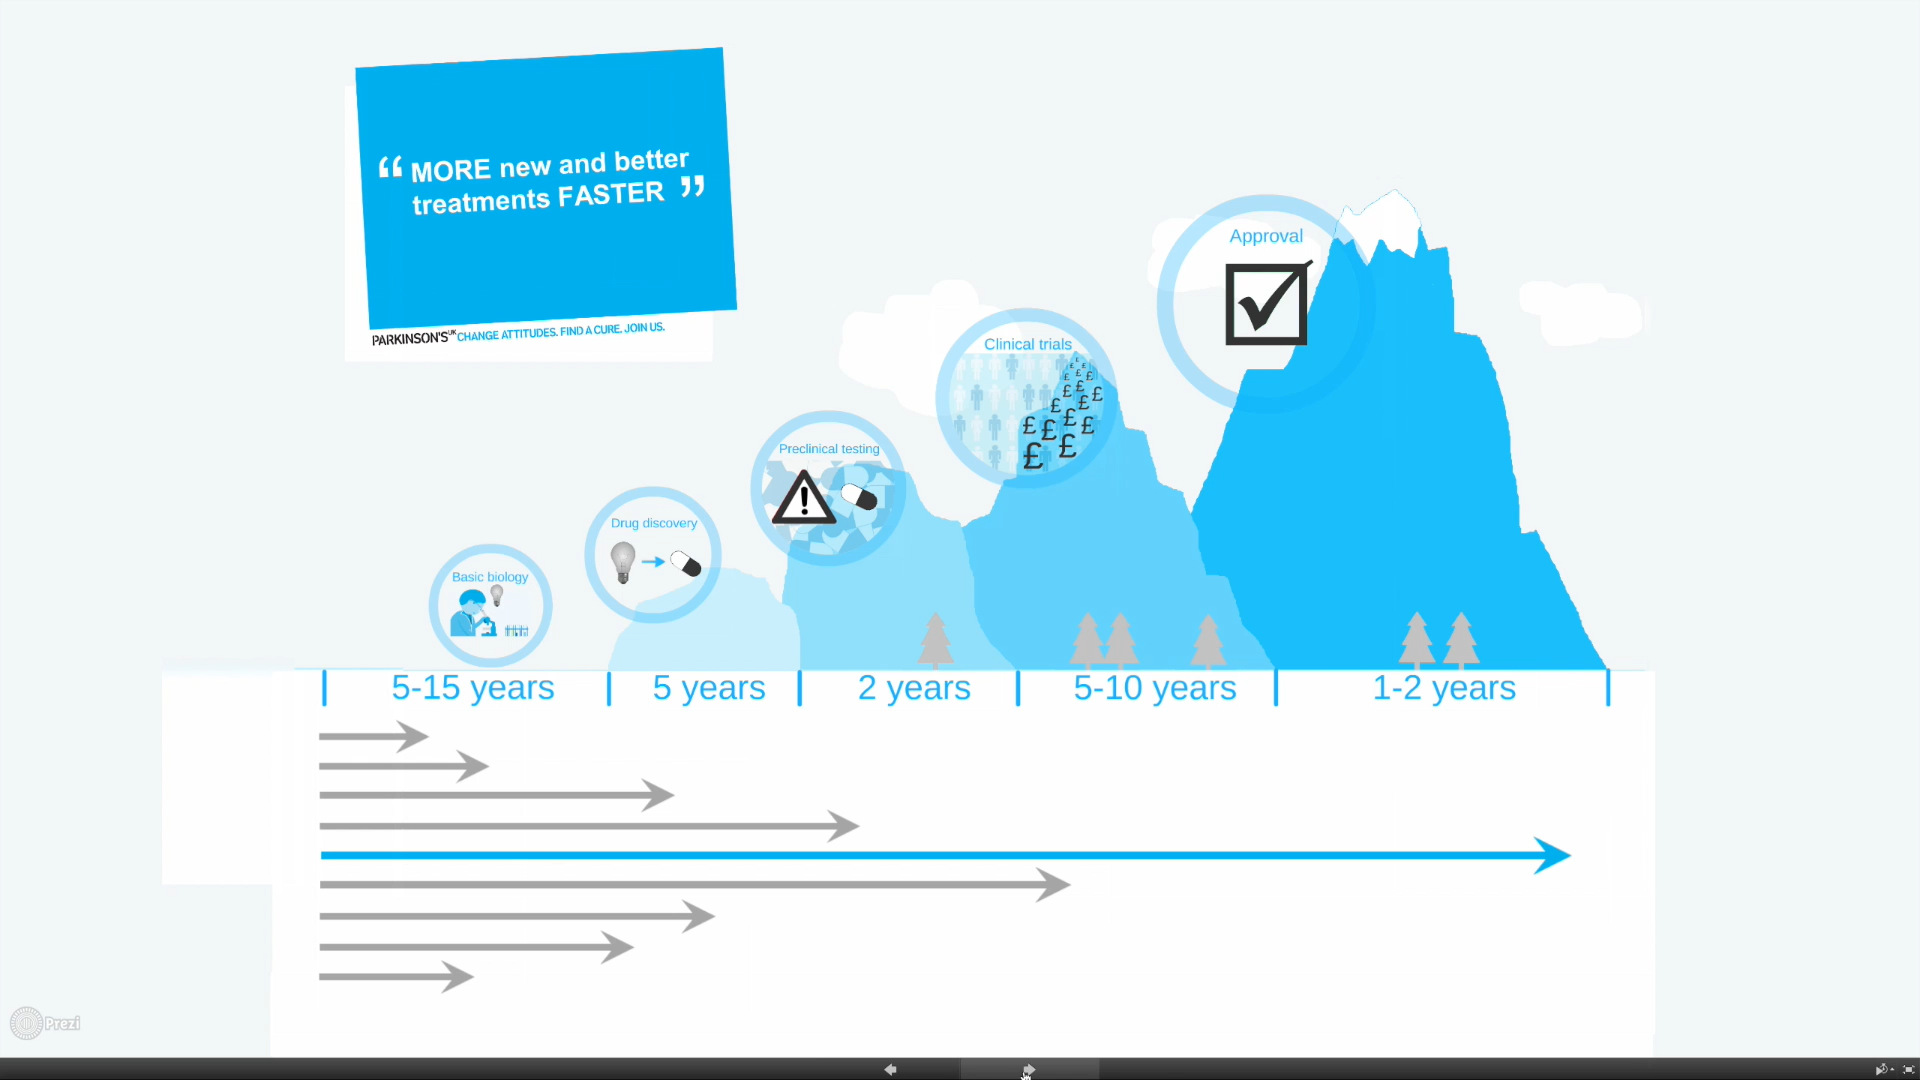 “ MORE new and better
treatments FASTER ”
PARKINSON'S UK CHANGE ATTITUDES. FIND A CURE. JOIN US.
Approval
Clinical trials
£ £ £ £ £ £ £ £ £ £ £ £ £ £ £ £ £
Preclinical testing
!
Drug discovery
Basic biology
5-15 years
5 years
2 years
5-10 years
1-2 years
Prezi